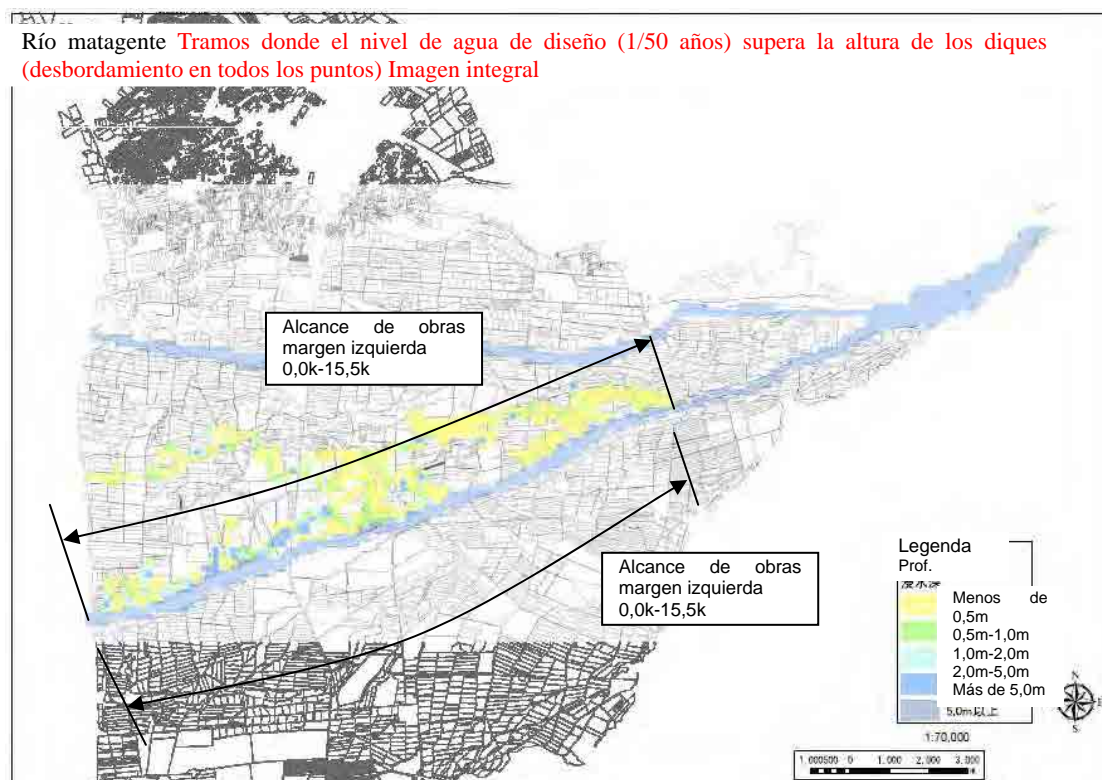 Río matagente Tramos donde el nivel de agua de diseño (1/50 años) supera la altura de los diques
(desbordamiento en todos los puntos) Imagen integral
Alcance de obras
margen izquierda
0,0k-15,5k
Alcance de obras
margen izquierda
0,0k-15,5k
Legenda
Prof.
浸水深
Menos de
0,5m
0,5m-1,0m
1,0m-2,0m
2,0m-5,0m
Más de 5,0m
5,0m以上
N
E
S
1:70,000
1.000500 0 1.000 2.000 3.000